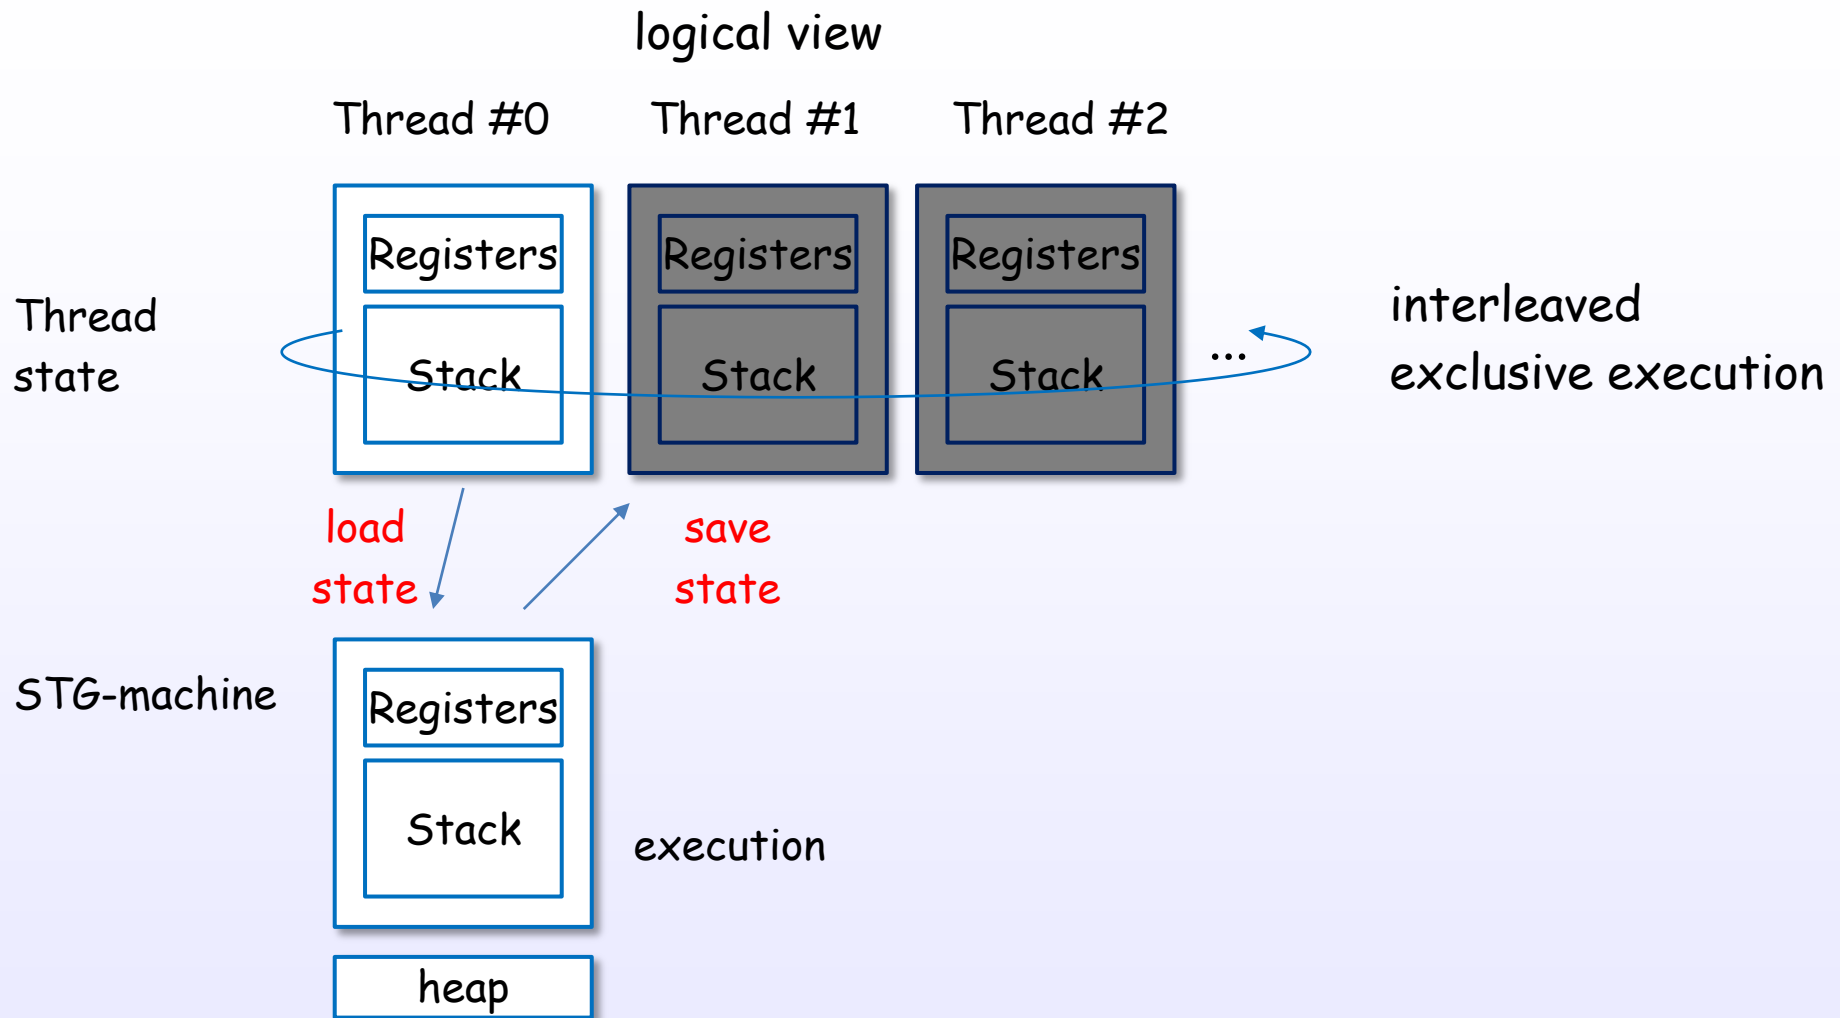 logical view
Thread #0
Thread #1
Thread #2
Registers
Registers
Registers
Thread
state
Stack
Stack
Stack
...
interleaved
exclusive execution
load
state
save
state
STG-machine
Registers
Stack
execution
heap